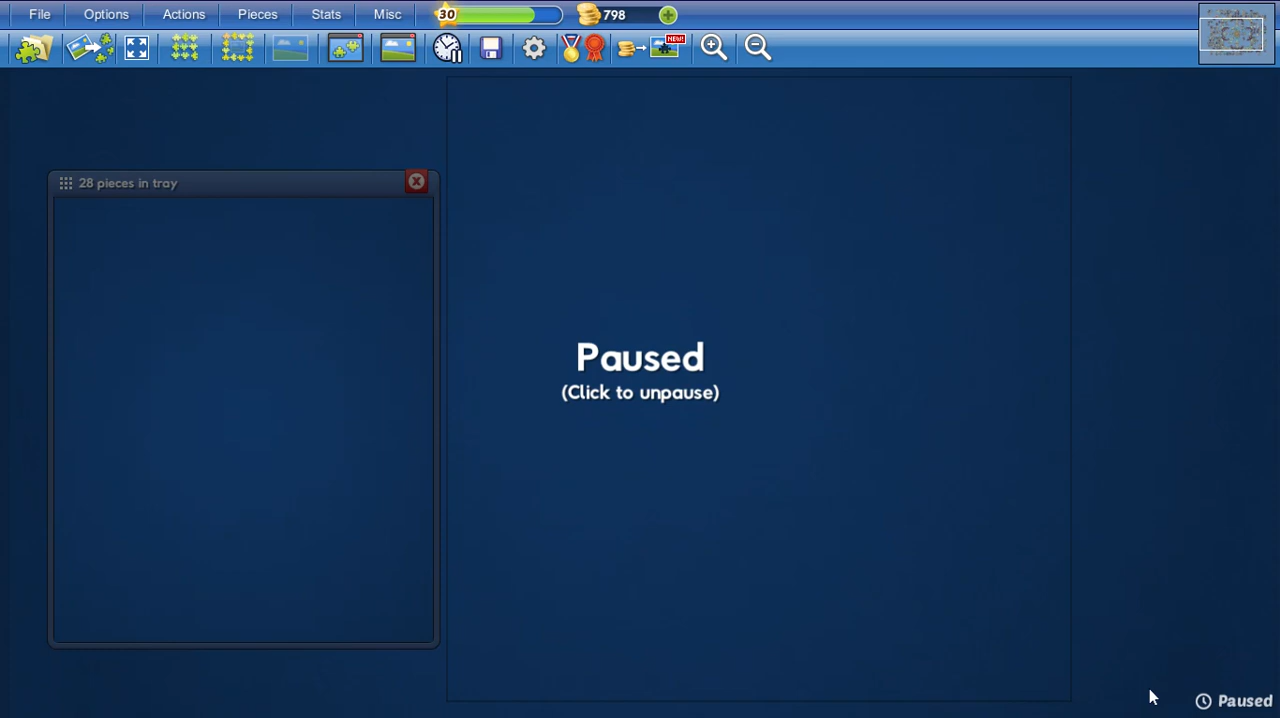 File Options Actions Pieces Stats Misc 30 798
NEW!
28 pieces in tray
Paused
(Click to unpause)
Paused